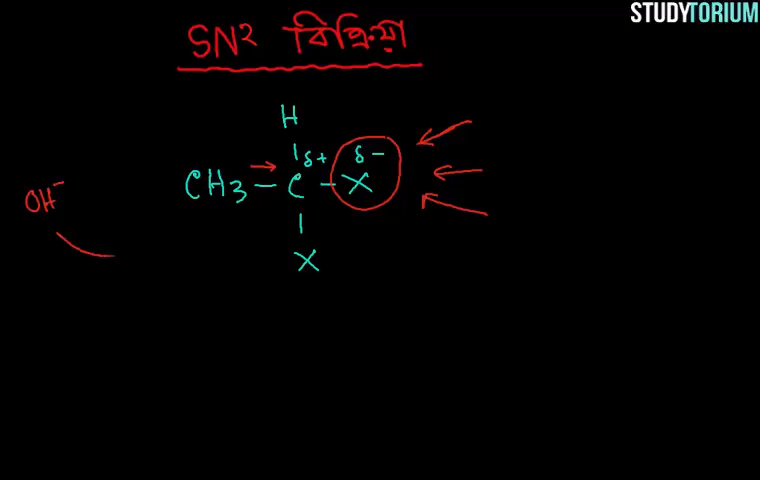 STUDYTORIUM
SN2 বিক্রিয়া
H
δ+ δ-
CH3-C-X
OH-
X